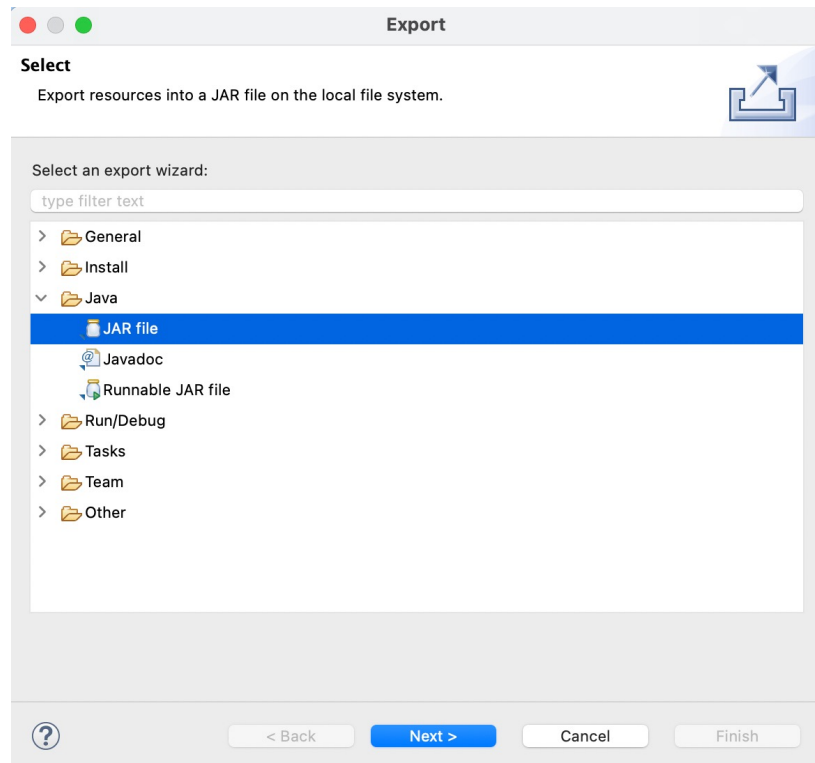 Export
Select
Export resources into a JAR file on the local file system.
Select an export wizard:
type filter text
General
Install
Java
JAR file
Javadoc
Runnable JAR file
Run/Debug
Tasks
Team
Other
? < Back Next > Cancel Finish